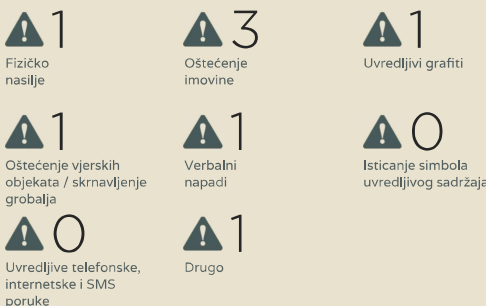 1
Fizičko
nasilje
3
Oštećenje
imovine
1
Uvredljivi grafiti
1
Oštećenje vjerskih
objekata / skrnavljenje
grobalja
1
Verbalni
napadi
0
Isticanje simbola
uvredljivog sadržaja
0
Uvredljive telefonske,
internetske i SMS
poruke
1
Drugo